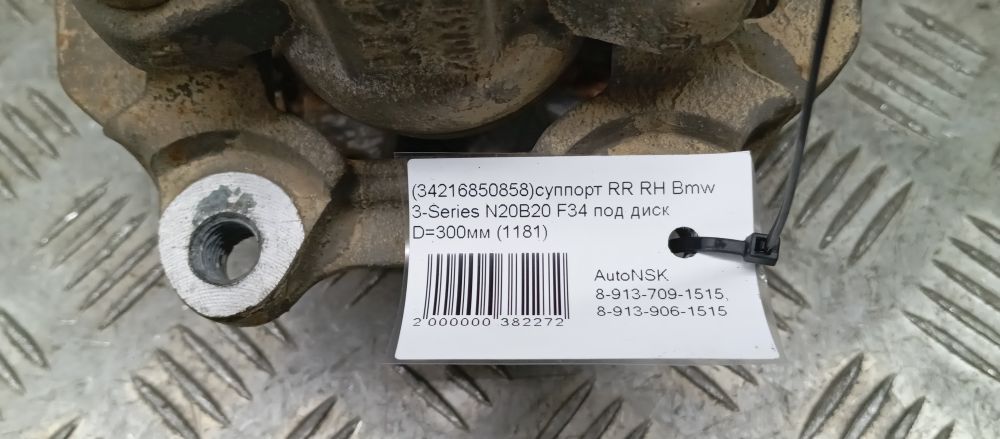 (34216850858)суппорт RR RH Bmw
3-Series N20B20 F34 под диск
D=300мм (1181)
AutoNSK
8-913-709-1515,
8-913-906-1515
2 000000 382272